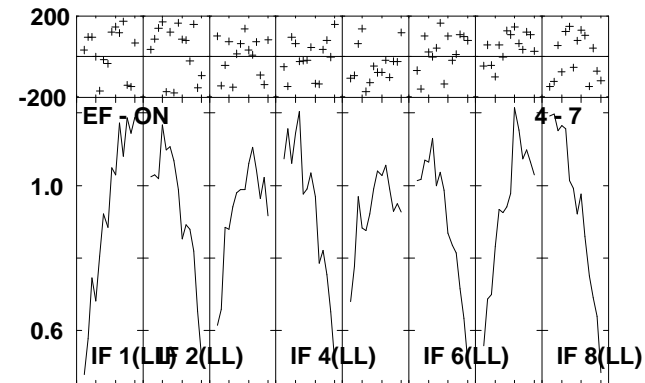 200
-200
EF - ON 4 - 7
1.0
0.6
IF 1(LL) IF 2(LL) IF 4(LL) IF 6(LL) IF 8(LL)